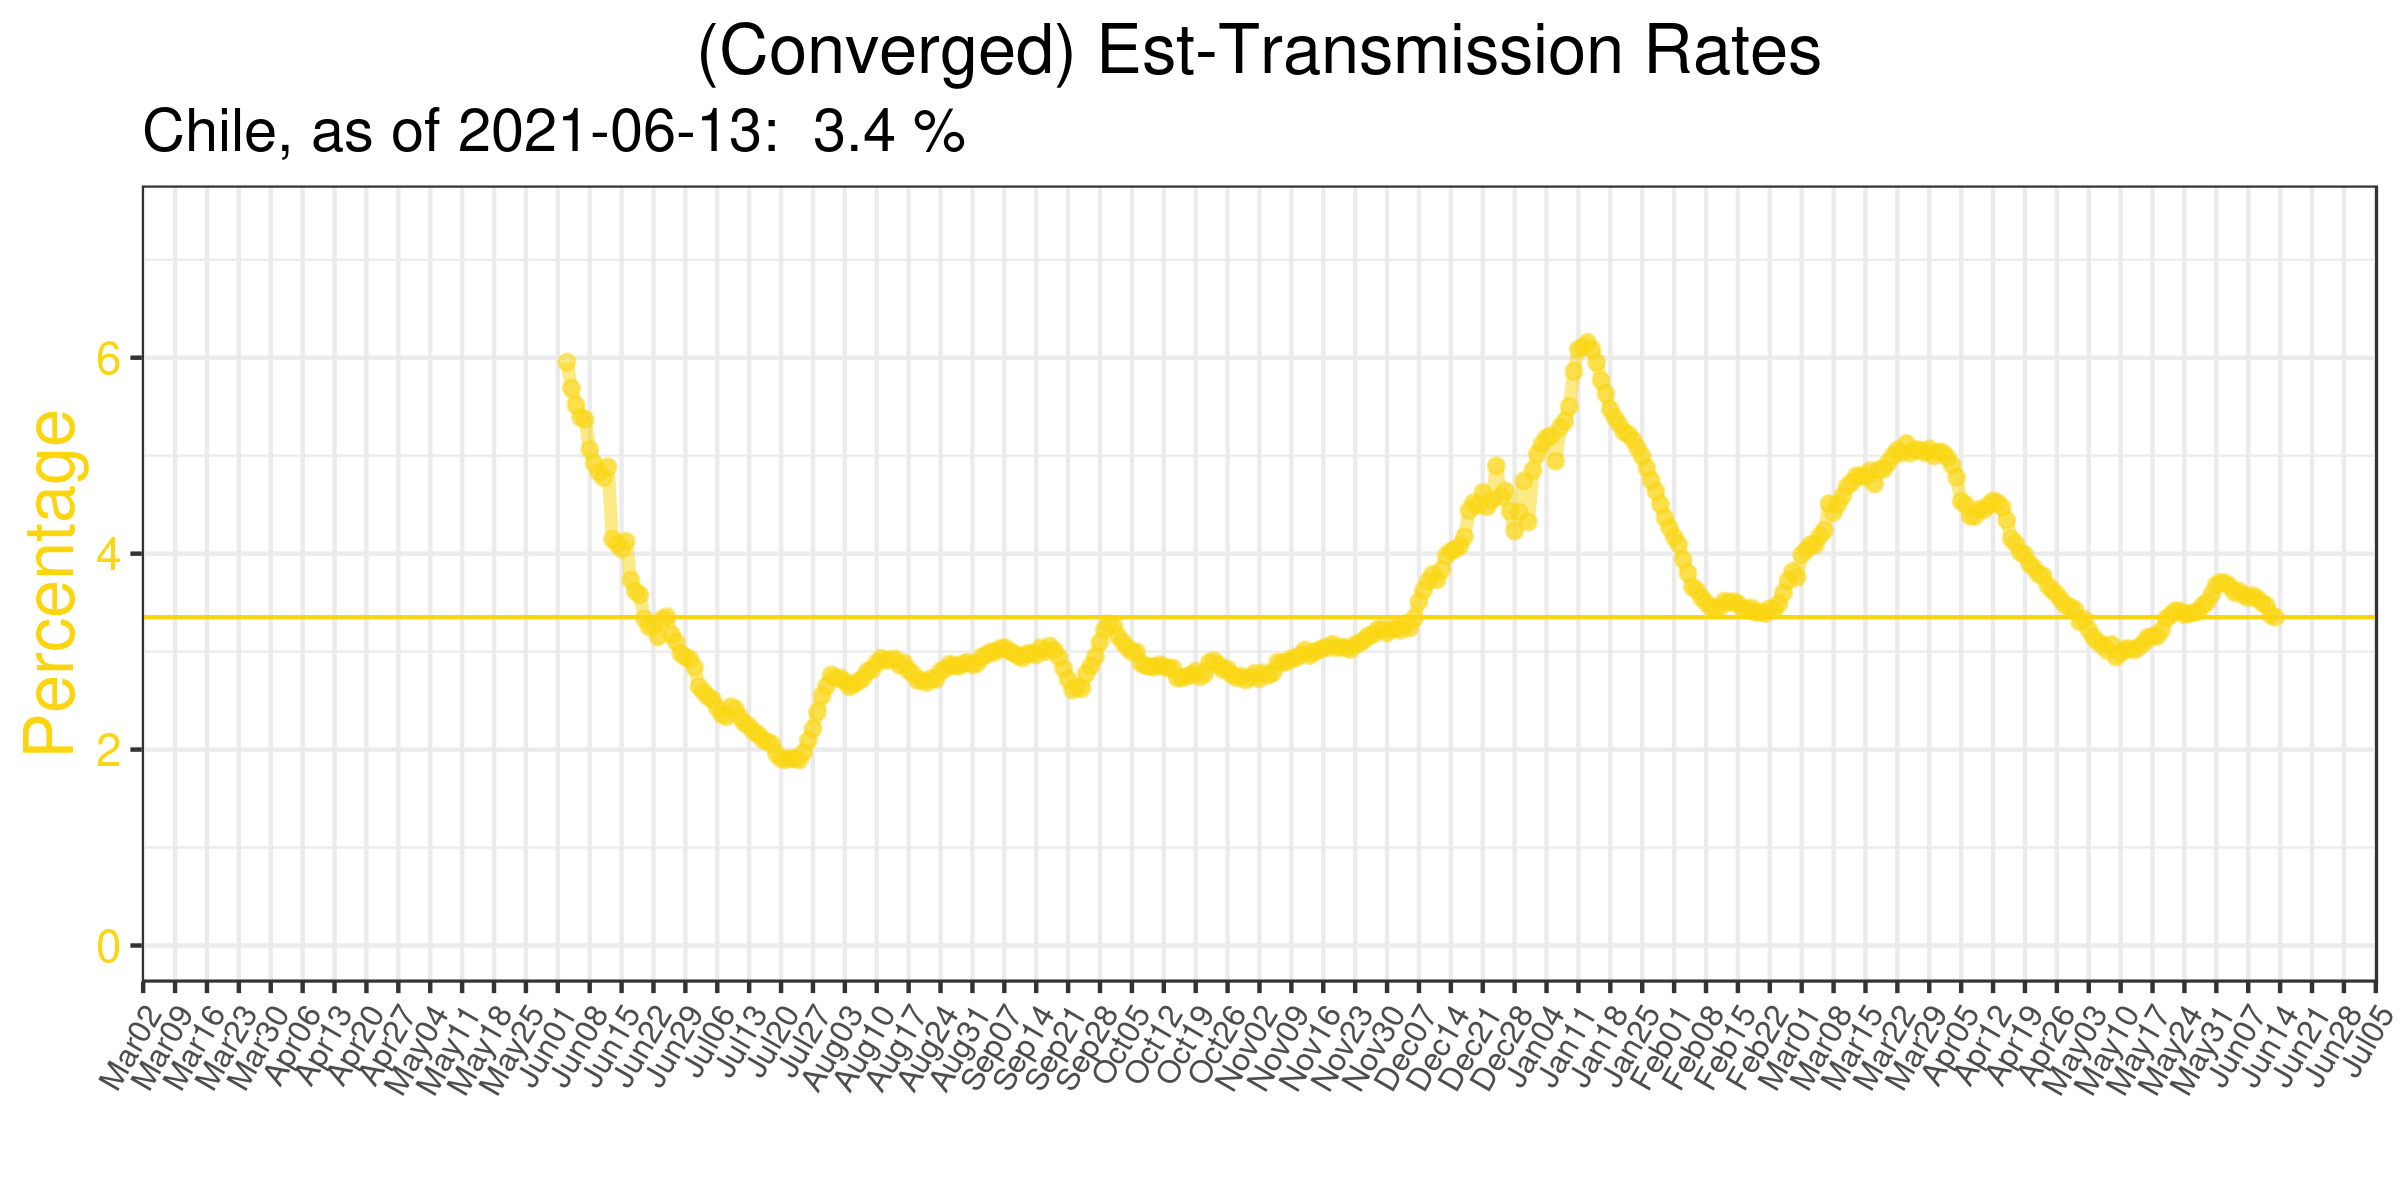 (Converged) Est-Transmission Rates
Chile, as of 2021-06-13:  3.4 %
Percentage
6
4
2
0
Mar02
Mar09
Mar16
Mar23
Mar30
Apr06
Apr13
Apr20
Apr27
May04
May11
May18
May25
Jun01
Jun08
Jun15
Jun22
Jun29
Jul06
Jul13
Jul20
Jul27
Aug03
Aug10
Aug17
Aug24
Aug31
Sep07
Sep14
Sep21
Sep28
Oct05
Oct12
Oct19
Oct26
Nov02
Nov09
Nov16
Nov23
Nov30
Dec07
Dec14
Dec21
Dec28
Jan04
Jan11
Jan18
Jan25
Feb01
Feb08
Feb15
Feb22
Mar01
Mar08
Mar15
Mar22
Mar29
Apr05
Apr12
Apr19
Apr26
May03
May10
May17
May24
May31
Jun07
Jun14
Jun21
Jun28
Jul05